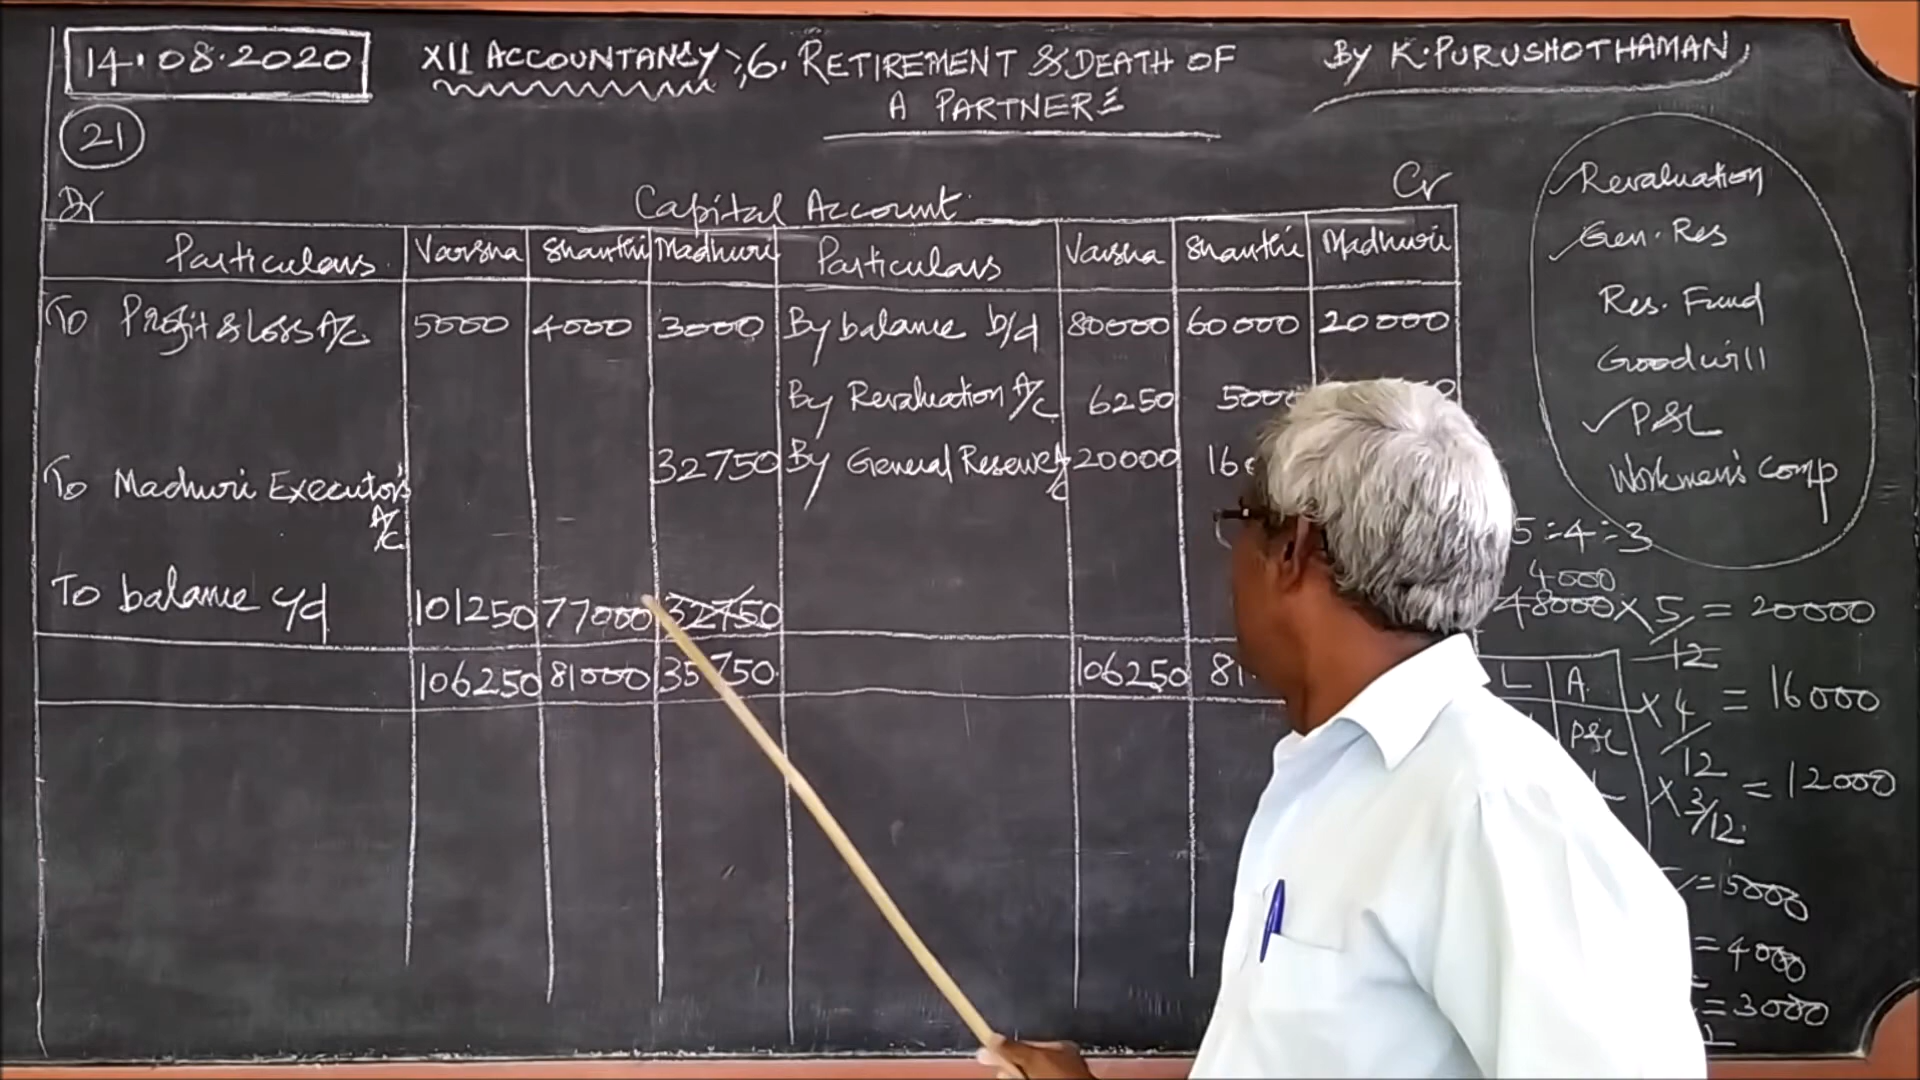 14.08.2020 XII ACCOUNTANCY :, 6. RETIREMENT & DEATH OF BY K. PURUSHOTHAMAN
A PARTNER
21
Dr Capital Account Cr
Particulars Varsha Shanthi Madhuri Particulars Varsha Shanthi Madhuri
To Profit & Loss A/c 5000 4000 3000 By balance b/d 80000 60000 20000
By Revaluation A/c 6250 5000
32750 By General Reserve A/c 20000
To Madhuri Executor's A/c
To balance c/d 101250 77000 32750
106250 81000 35750 106250 81
Revaluation
Gen. Res
Res. Fund
Goodwill
P&L
Workmen's Comp
5:4:3
4000
48000 × 5/12 = 20000
× 4/12 = 16000
× 3/12 = 12000
L A
P&L
= 5000
= 4000
= 3000